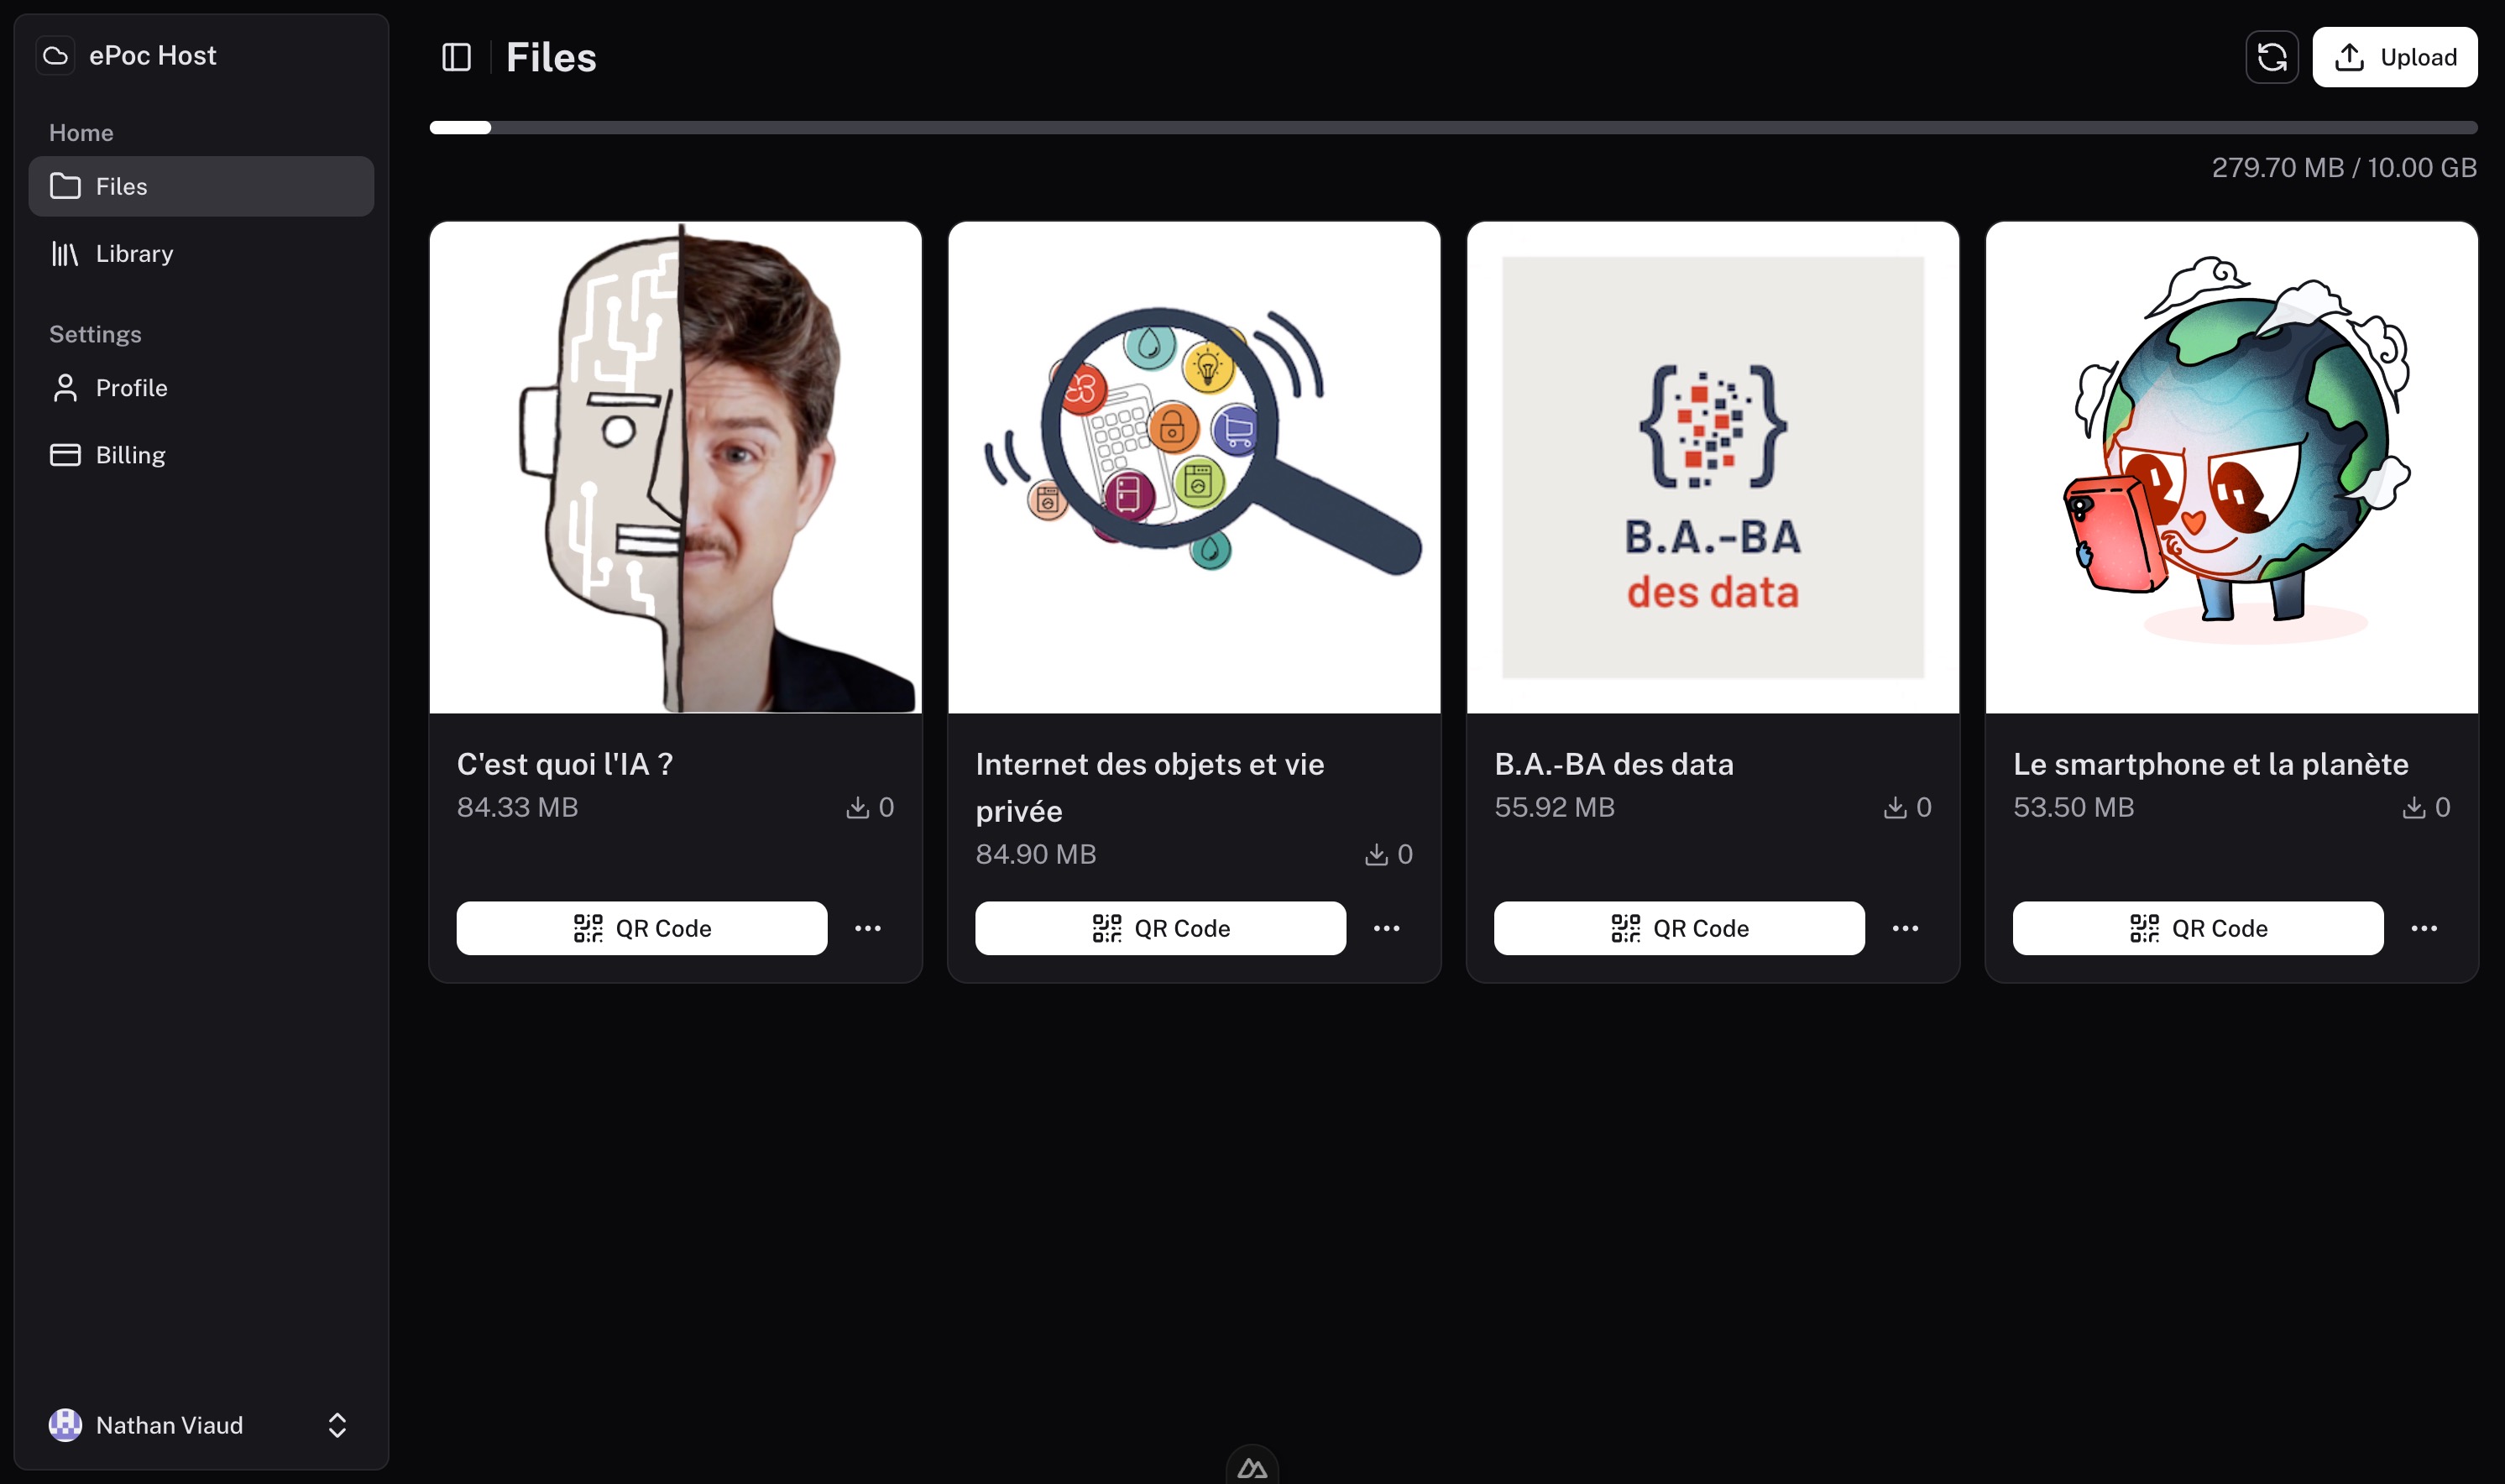 ePoc Host
Home
Files
Library
Settings
Profile
Billing
Nathan Viaud
Files
Upload
279.70 MB / 10.00 GB
C'est quoi l'IA ?
84.33 MB
0
QR Code
Internet des objets et vie
privée
84.90 MB
0
QR Code
B.A.-BA
des data
B.A.-BA des data
55.92 MB
0
QR Code
Le smartphone et la planète
53.50 MB
0
QR Code